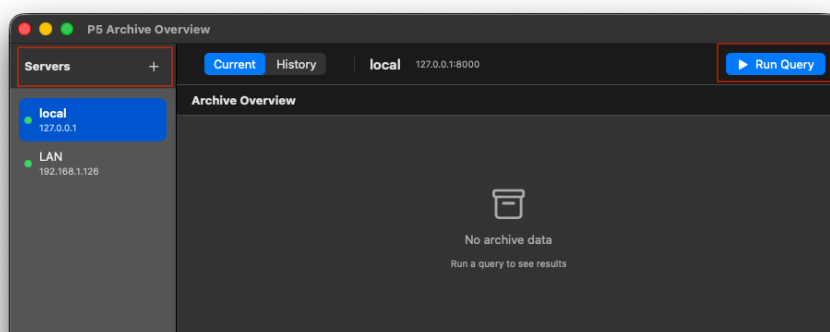 P5 Archive Overview
Servers +
Current History local 127.0.0.1:8000 Run Query
Archive Overview
local
127.0.0.1
LAN
192.168.1.126
No archive data
Run a query to see results